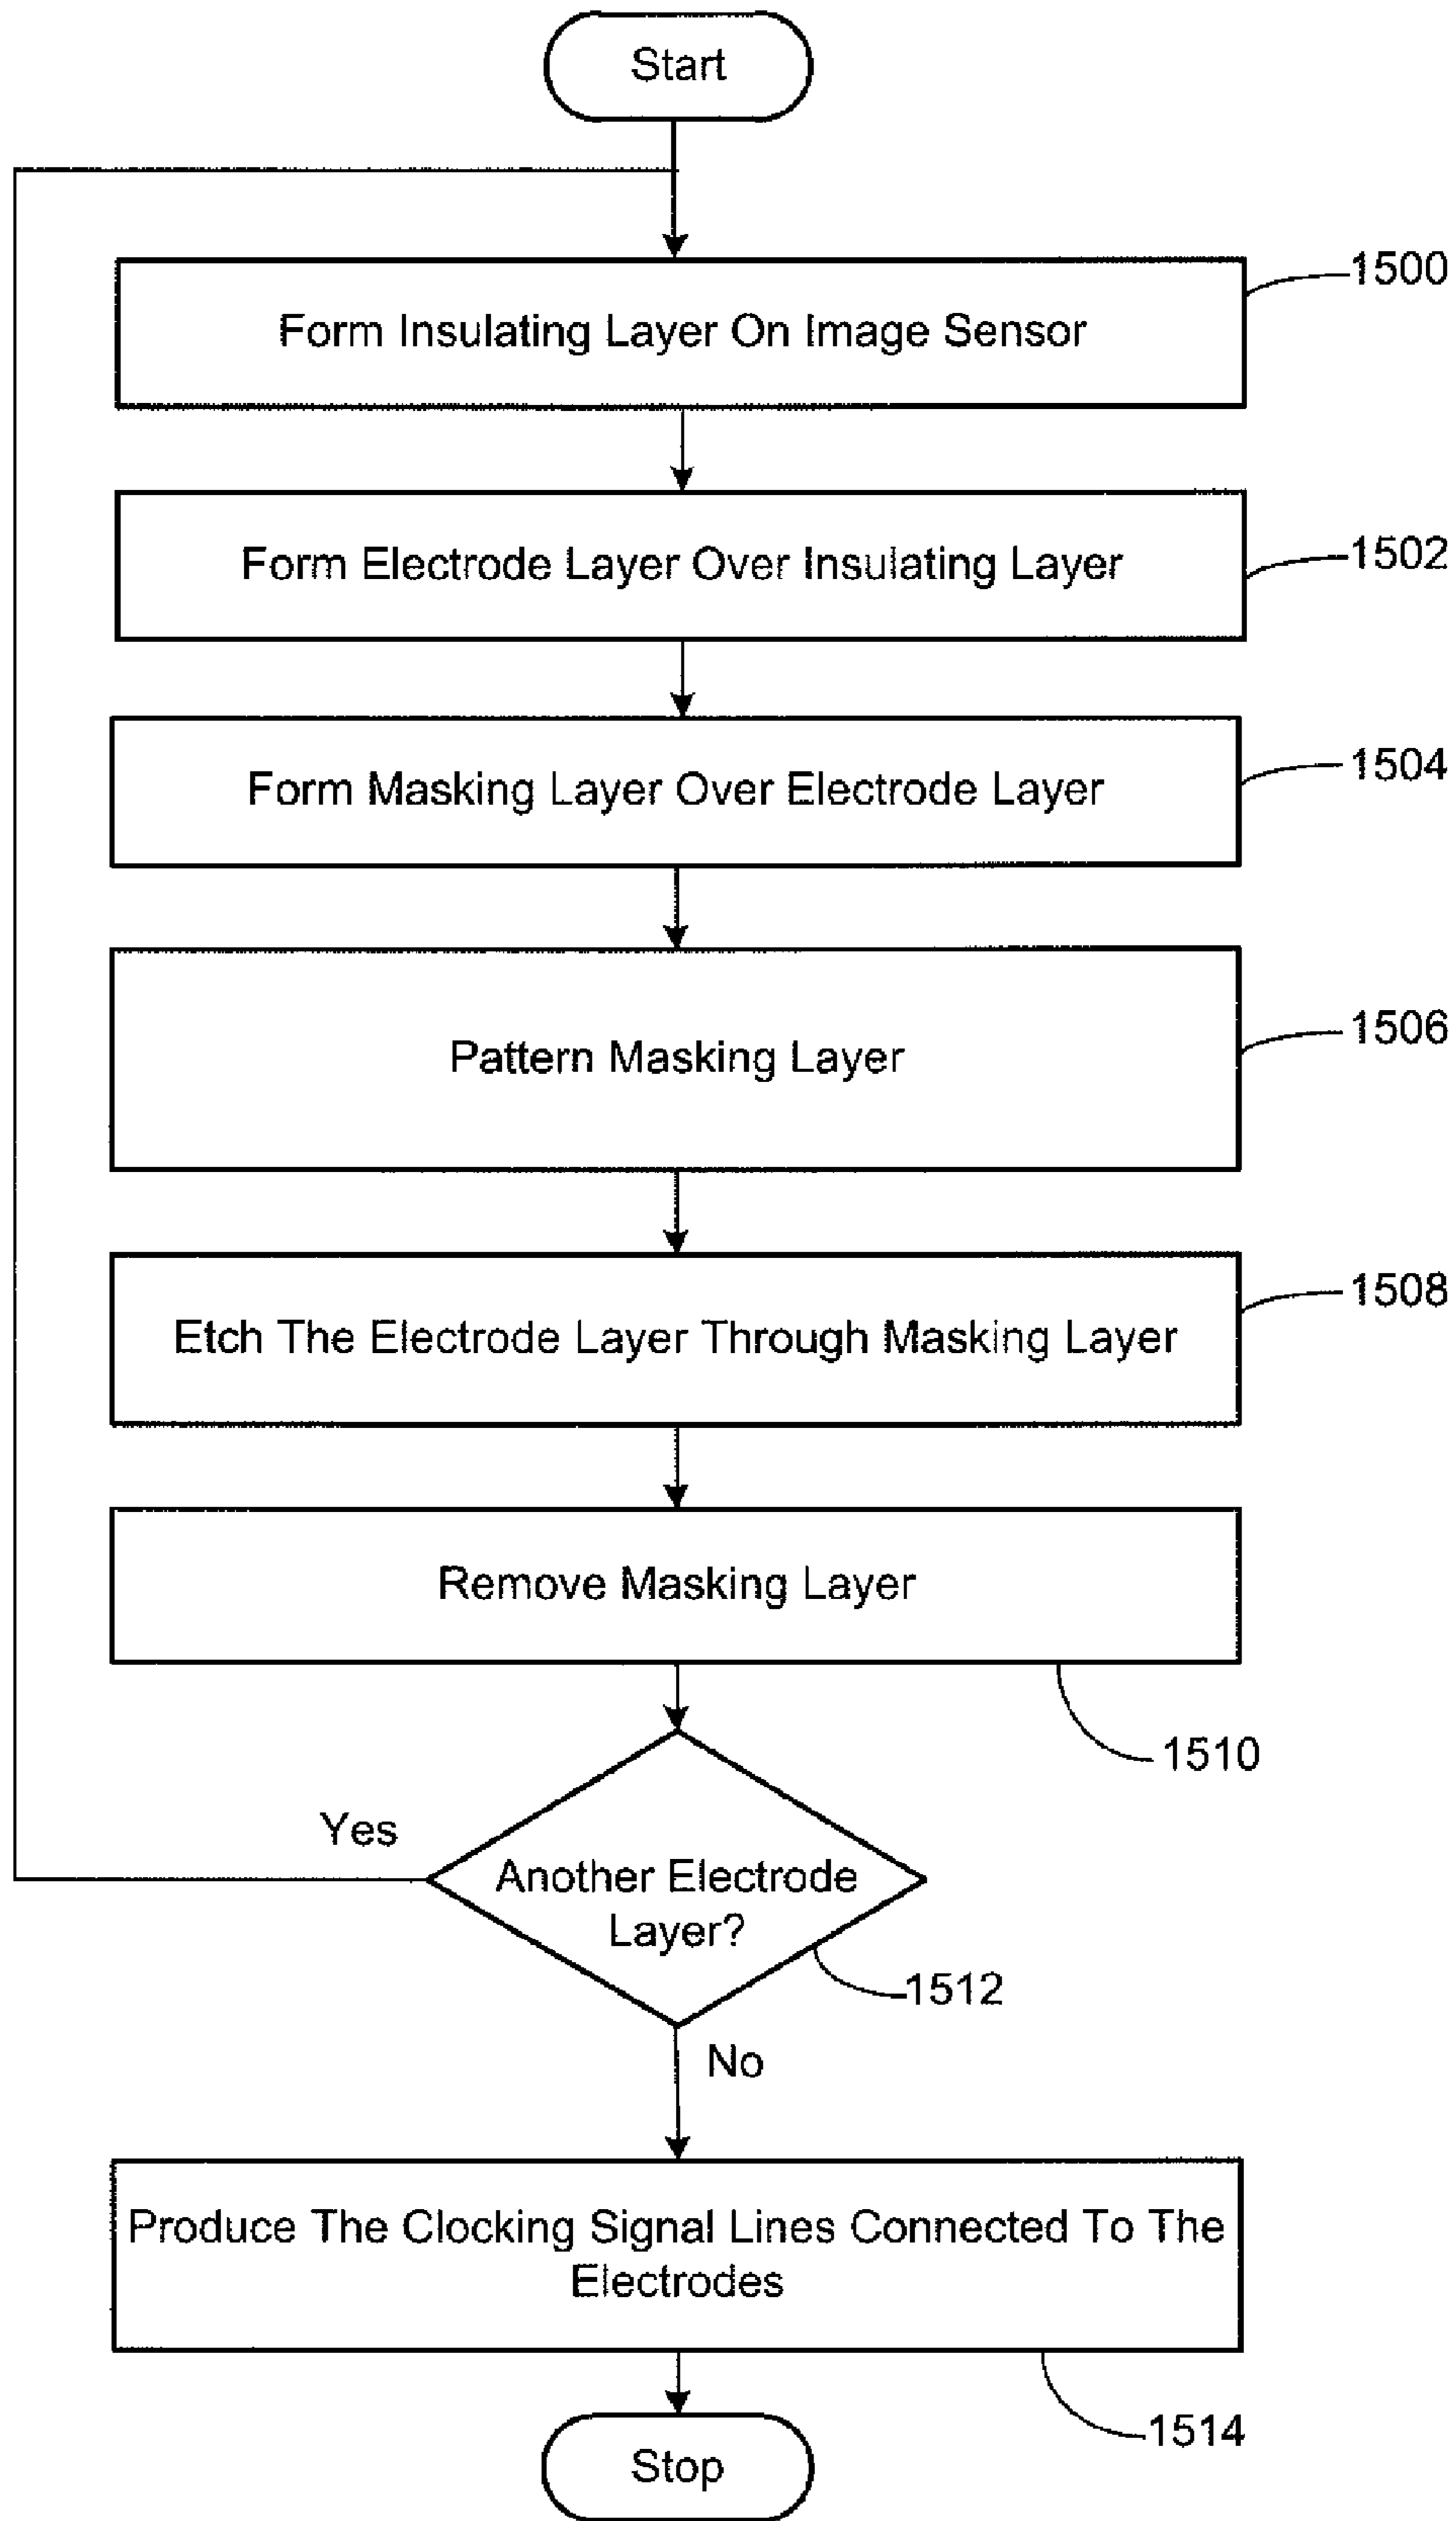 Start
1500
Form Insulating Layer On Image Sensor
1502
Form Electrode Layer Over Insulating Layer
1504
Form Masking Layer Over Electrode Layer
1506
Pattern Masking Layer
1508
Etch The Electrode Layer Through Masking Layer
Remove Masking Layer
1510
Yes
Another Electrode
Layer?
1512
No
Produce The Clocking Signal Lines Connected To The
Electrodes
1514
Stop